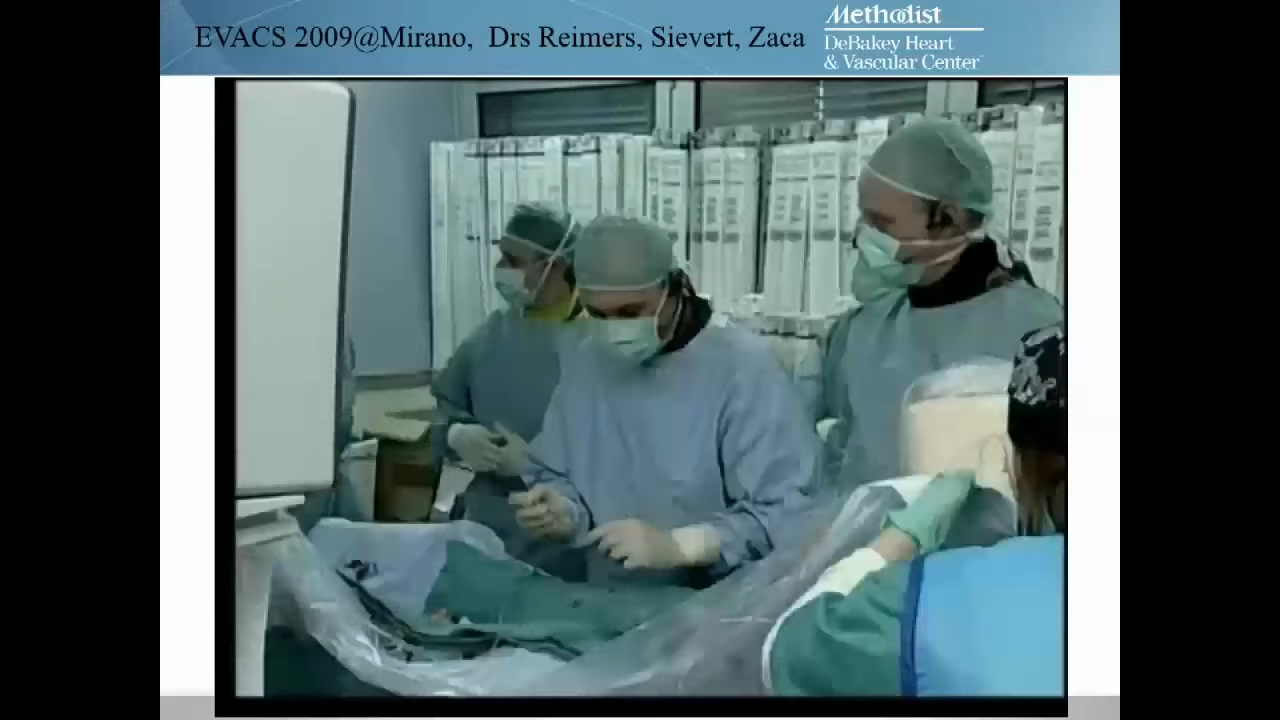 EVACS 2009@Mirano, Drs Reimers, Sievert, Zaca
Methodist
DeBakey Heart
& Vascular Center